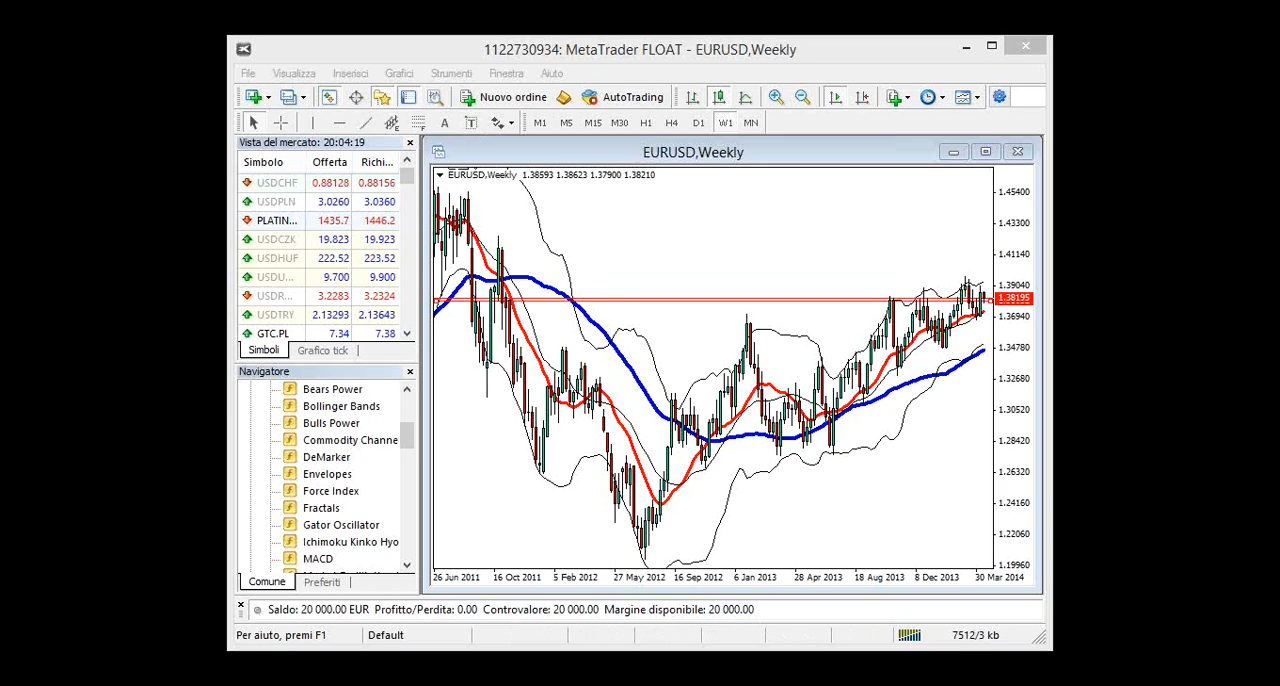 1122730934: MetaTrader FLOAT - EURUSD,Weekly
File Visualizza Inserisci Grafici Strumenti Finestra Aiuto
Nuovo ordine AutoTrading
A T M1 M5 M15 M30 H1 H4 D1 W1 MN
Vista del mercato: 20:04:19
Simbolo Offerta Richi...
USDCHF 0.88128 0.88156
USDPLN 3.0260 3.0360
PLATIN... 1435.7 1446.2
USDCZK 19.823 19.923
USDHUF 222.52 223.52
USDU... 9.700 9.900
USDR... 3.2283 3.2324
USDTRY 2.13293 2.13643
GTC.PL 7.34 7.38
Simboli Grafico tick
Navigatore
Bears Power
Bollinger Bands
Bulls Power
Commodity Channe
DeMarker
Envelopes
Force Index
Fractals
Gator Oscillator
Ichimoku Kinko Hyo
MACD
Comune Preferiti
EURUSD,Weekly
EURUSD,Weekly 1.38593 1.38623 1.37900 1.38210
1.45400
1.43300
1.41140
1.39040
1.38195
1.36940
1.34780
1.32680
1.30520
1.28420
1.26320
1.24160
1.22060
1.19960
26 Jun 2011 16 Oct 2011 5 Feb 2012 27 May 2012 16 Sep 2012 6 Jan 2013 28 Apr 2013 18 Aug 2013 8 Dec 2013 30 Mar 2014
Saldo: 20 000.00 EUR Profitto/Perdita: 0.00 Controvalore: 20 000.00 Margine disponibile: 20 000.00
Per aiuto, premi F1 Default 7512/3 kb